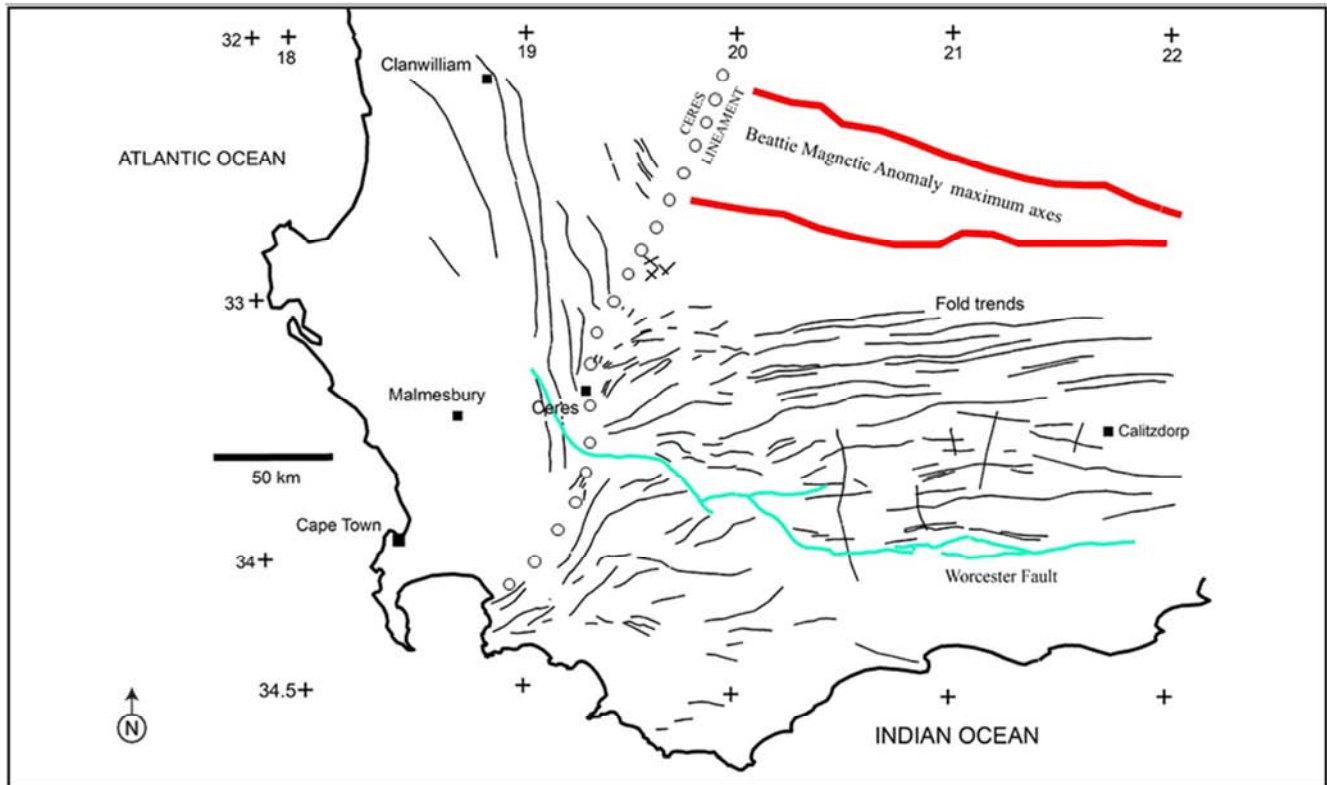 32
18
19
20
21
22
Clanwilliam
CERES
LINEAMENT
ATLANTIC OCEAN
Beattie Magnetic Anomaly maximum axes
33
Fold trends
Malmesbury
Ceres
Calitzdorp
50 km
Cape Town
34
Worcester Fault
34.5
N
INDIAN OCEAN